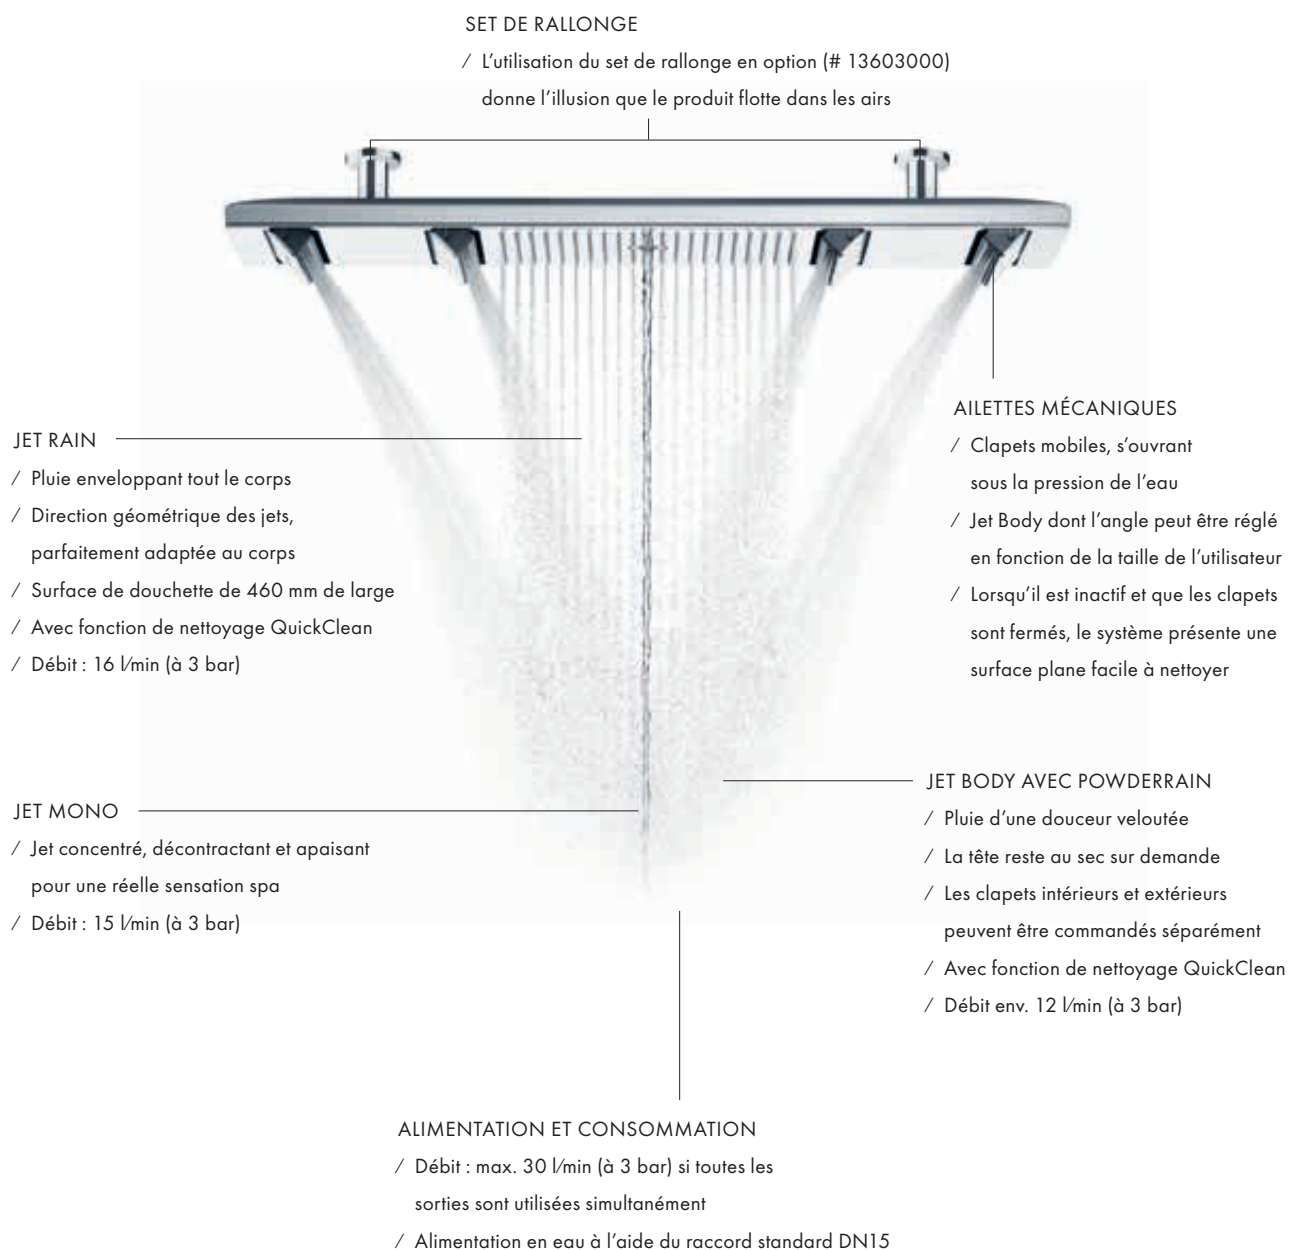 SET DE RALLONGE
/ L'utilisation du set de rallonge en option (# 13603000)
donne l'illusion que le produit flotte dans les airs
JET RAIN
/ Pluie enveloppant tout le corps
/ Direction géométrique des jets,
parfaitement adaptée au corps
/ Surface de douchette de 460 mm de large
/ Avec fonction de nettoyage QuickClean
/ Débit : 16 l/min (à 3 bar)
AILETTES MÉCANIQUES
/ Clapets mobiles, s'ouvrant
sous la pression de l'eau
/ Jet Body dont l'angle peut être réglé
en fonction de la taille de l'utilisateur
/ Lorsqu'il est inactif et que les clapets
sont fermés, le système présente une
surface plane facile à nettoyer
JET MONO
/ Jet concentré, décontractant et apaisant
pour une réelle sensation spa
/ Débit : 15 l/min (à 3 bar)
JET BODY AVEC POWDERRAIN
/ Pluie d'une douceur veloutée
/ La tête reste au sec sur demande
/ Les clapets intérieurs et extérieurs
peuvent être commandés séparément
/ Avec fonction de nettoyage QuickClean
/ Débit env. 12 l/min (à 3 bar)
ALIMENTATION ET CONSOMMATION
/ Débit : max. 30 l/min (à 3 bar) si toutes les
sorties sont utilisées simultanément
/ Alimentation en eau à l'aide du raccord standard DN15